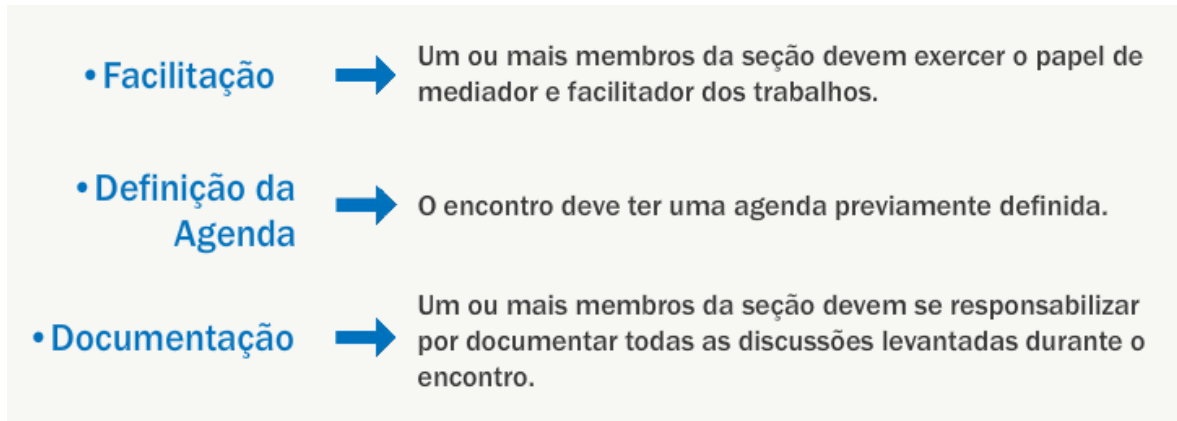 • Facilitação
Um ou mais membros da seção devem exercer o papel de
mediador e facilitador dos trabalhos.
• Definição da
Agenda
O encontro deve ter uma agenda previamente definida.
• Documentação
Um ou mais membros da seção devem se responsabilizar
por documentar todas as discussões levantadas durante o
encontro.